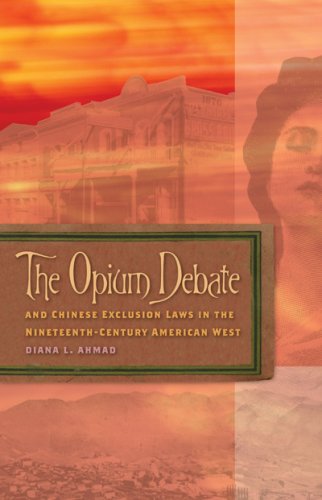 The Opium Debate
and Chinese Exclusion Laws in the
Nineteenth-Century American West
Diana L. Ahmad